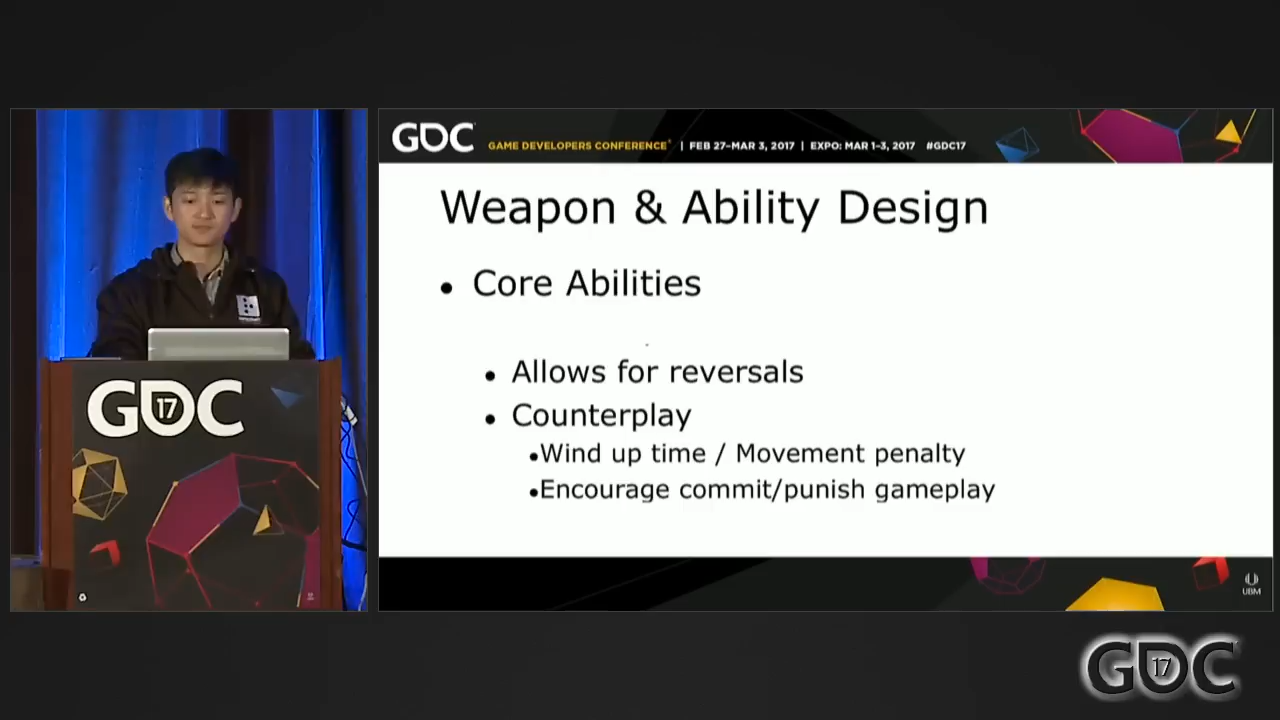 GDC
GAME DEVELOPERS CONFERENCE® | FEB 27–MAR 3, 2017 | EXPO: MAR 1–3, 2017 #GDC17
Weapon & Ability Design
• Core Abilities
• Allows for reversals
• Counterplay
•Wind up time / Movement penalty
•Encourage commit/punish gameplay
UBM
GDC 17
GDC 17